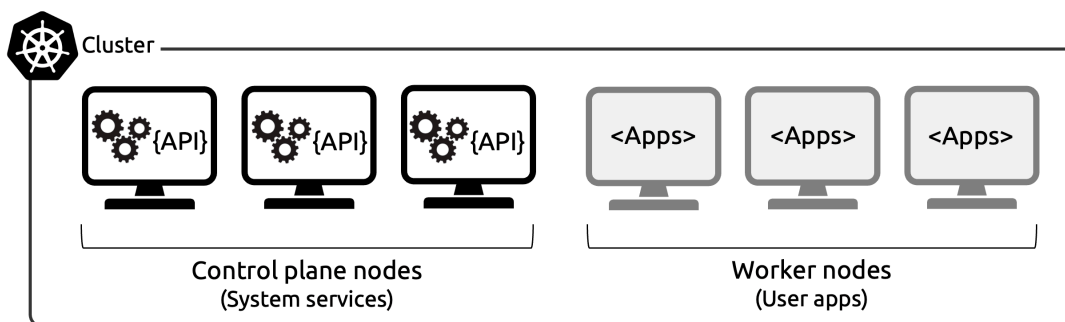 Cluster
{API}
{API}
{API}
<Apps>
<Apps>
<Apps>
Control plane nodes
(System services)
Worker nodes
(User apps)